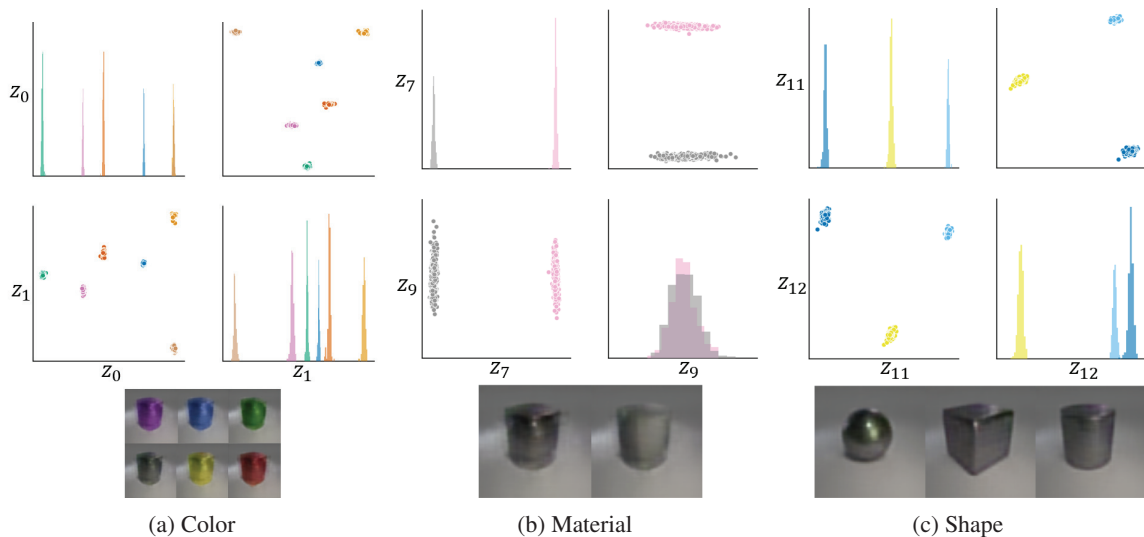 z₀
z₇
z₁₁
z₁
z₉
z₁₂
z₀
z₁
z₇
z₉
z₁₁
z₁₂
(a) Color
(b) Material
(c) Shape